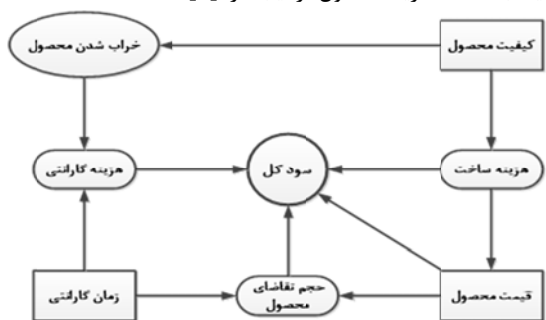 کیفیت محصول
خراب شدن محصول
هزینه ساخت
سود کل
هزینه گارانتی
قیمت محصول
حجم تقاضای
محصول
زمان گارانتی